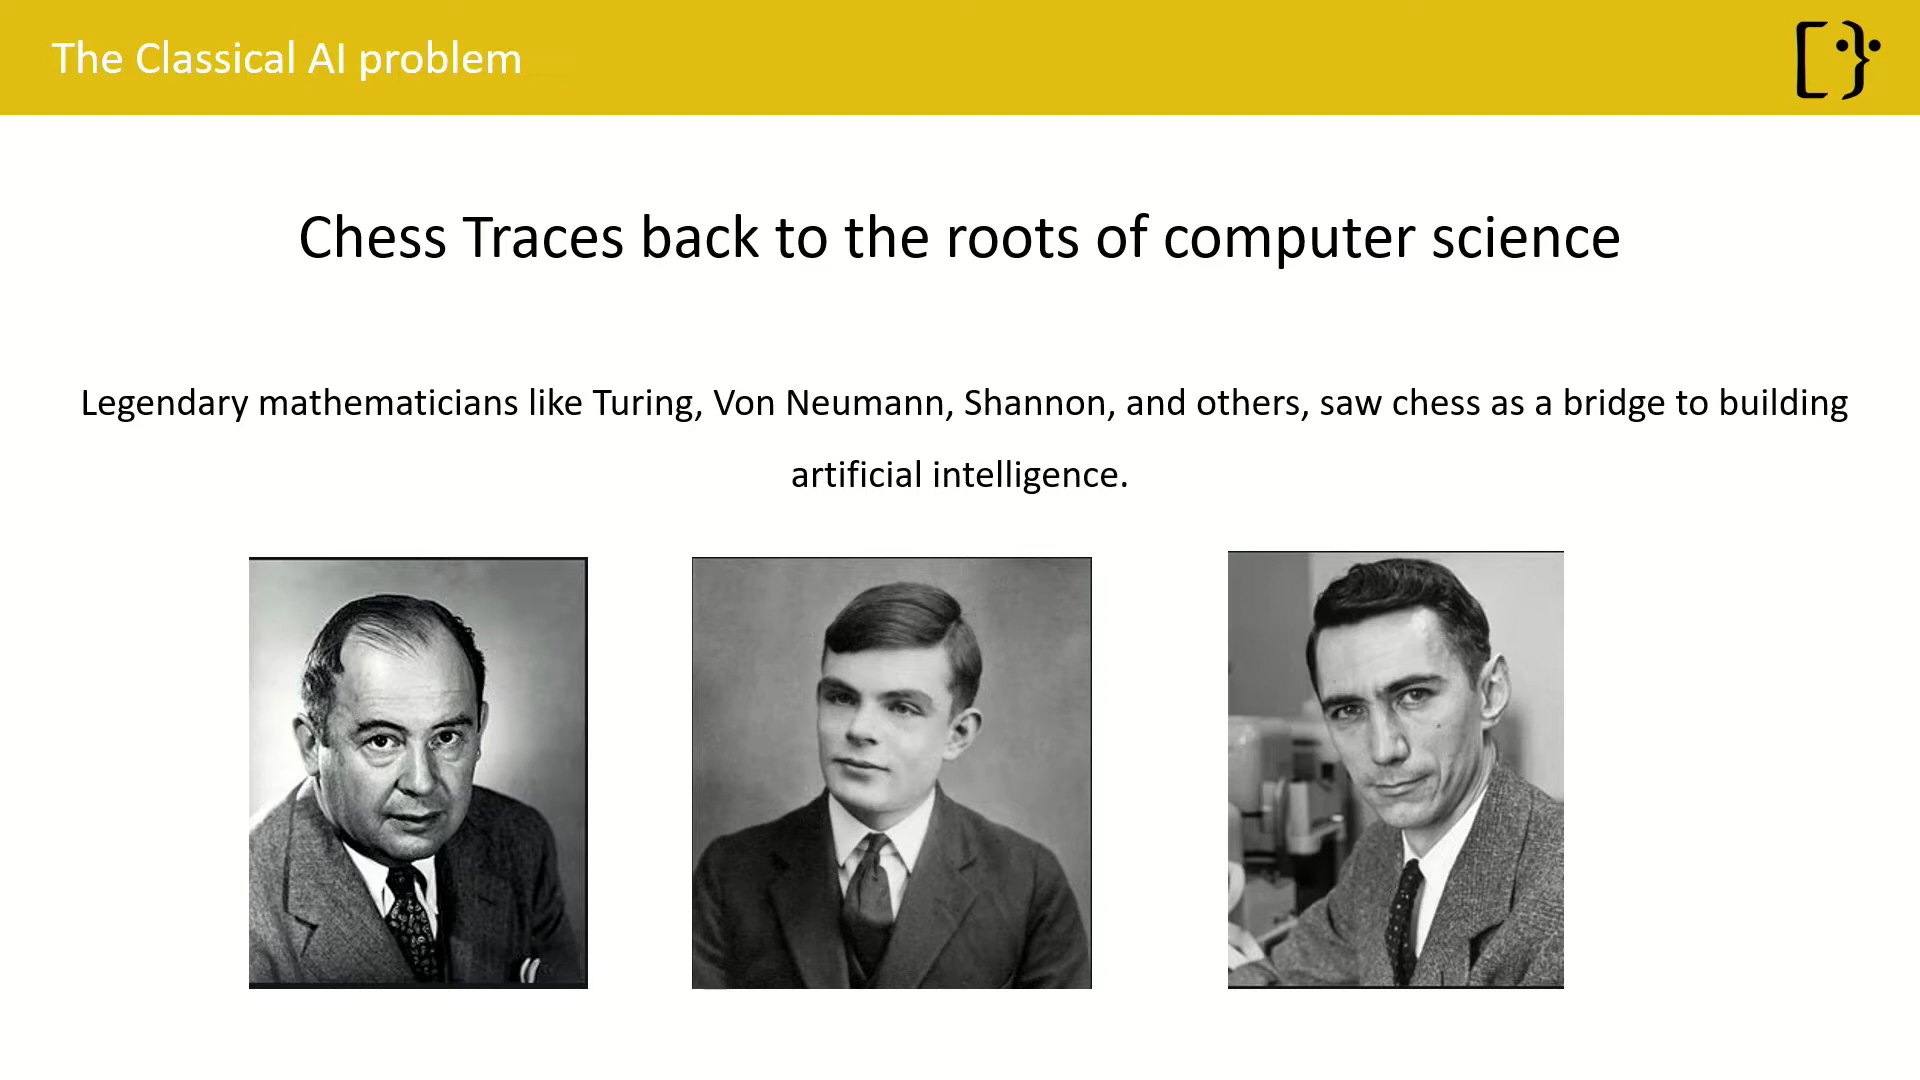 The Classical AI problem
Chess Traces back to the roots of computer science
Legendary mathematicians like Turing, Von Neumann, Shannon, and others, saw chess as a bridge to building
artificial intelligence.